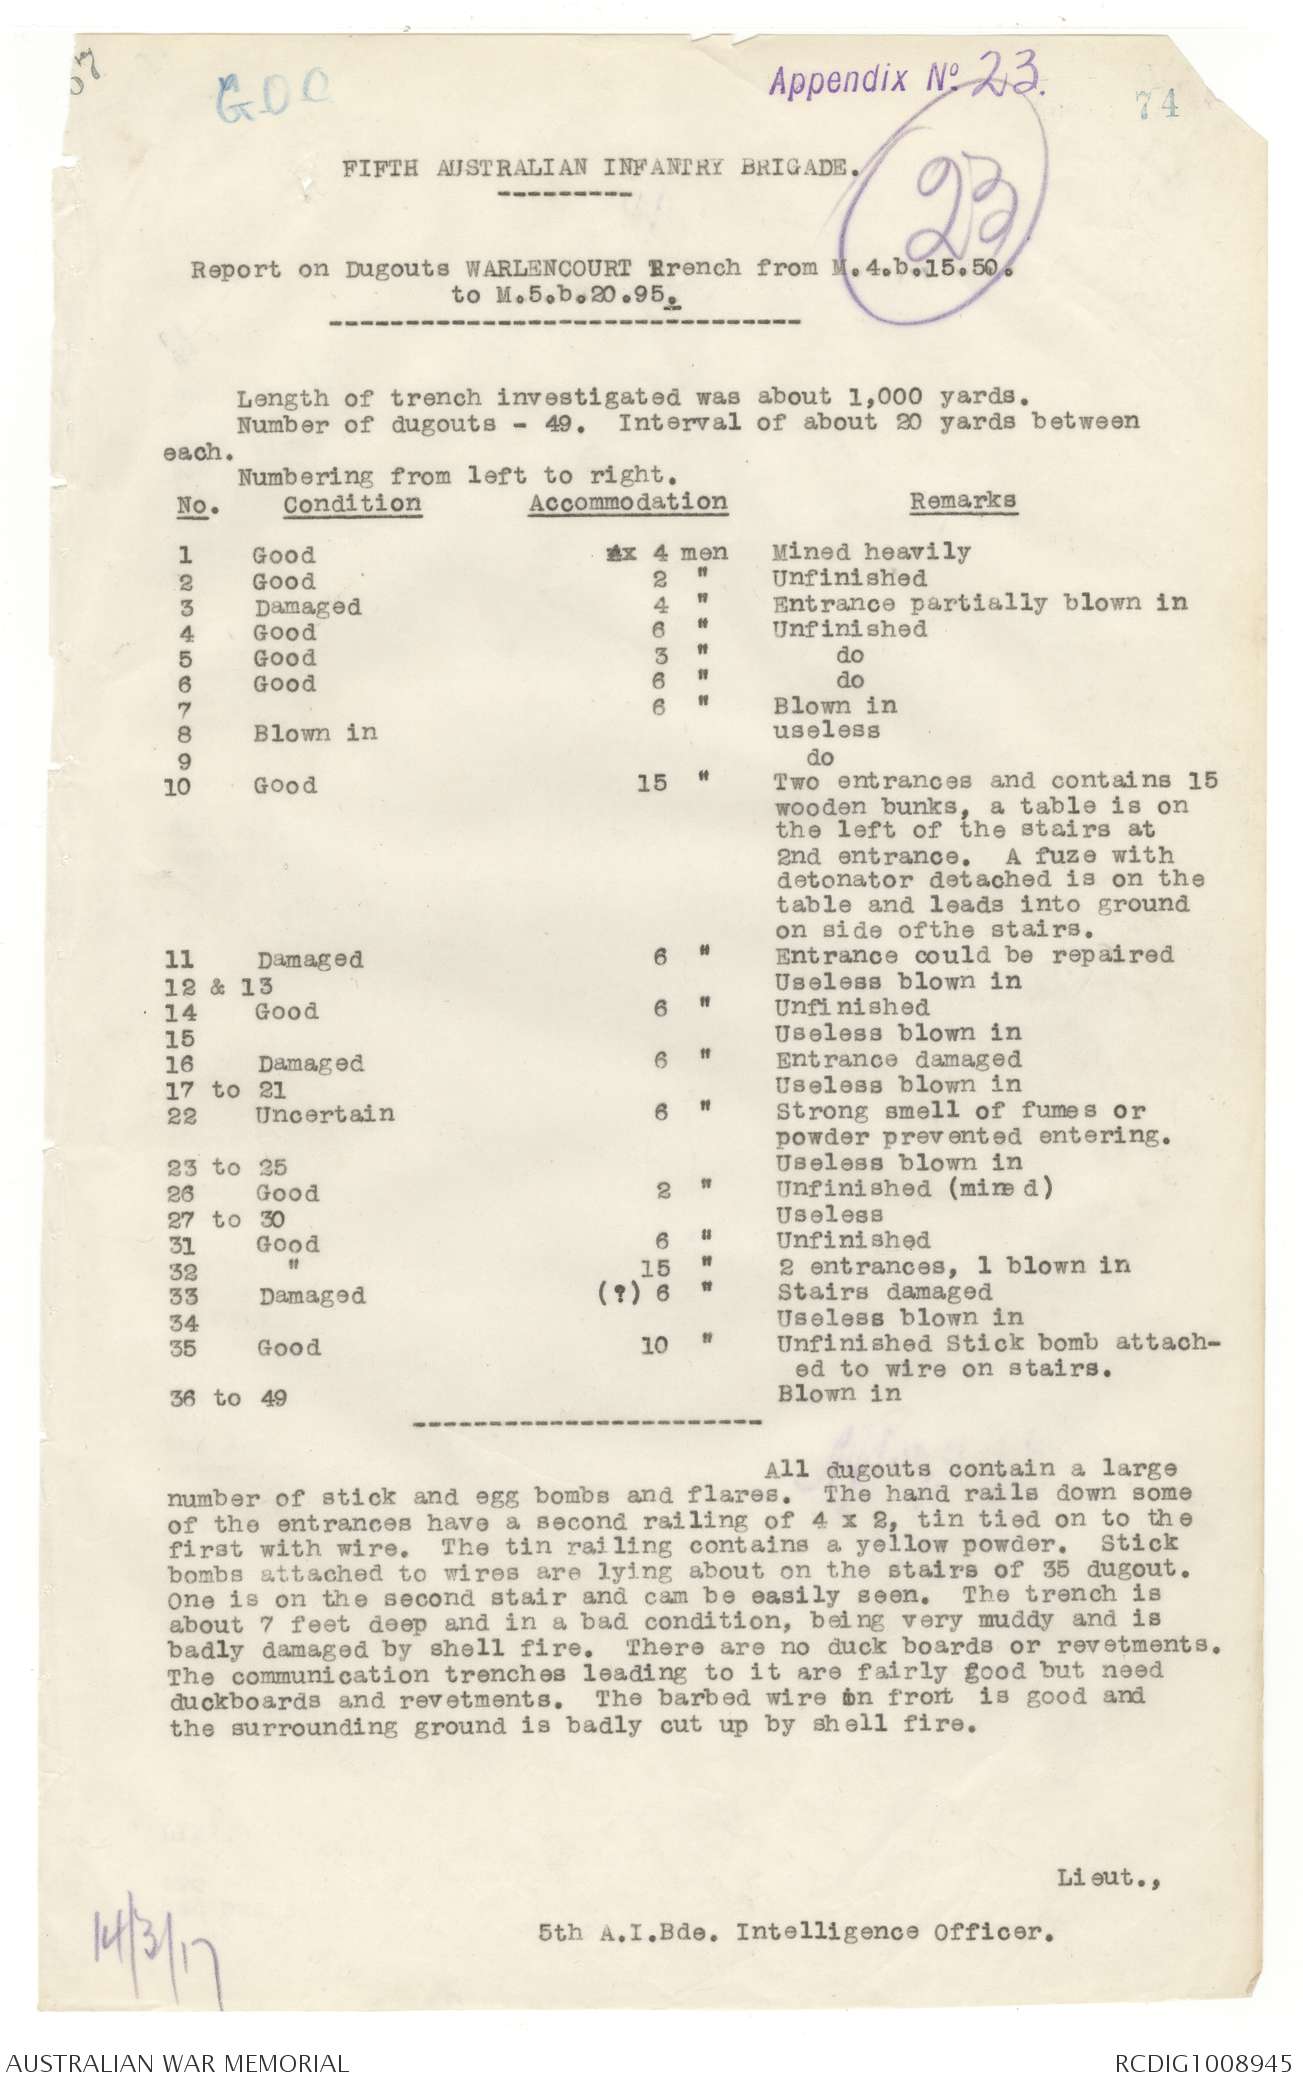 GOC
Appendix No. 23.
74
23
FIFTH AUSTRALIAN INFANTRY BRIGADE.
Report on Dugouts WARLENCOURT Trench from M.4.b.15.50.
to M.5.b.20.95.
Length of trench investigated was about 1,000 yards.
Number of dugouts - 49. Interval of about 20 yards between
each.
Numbering from left to right.
No. Condition Accommodation Remarks
1 Good 4 men Mined heavily
2 Good 2 " Unfinished
3 Damaged 4 " Entrance partially blown in
4 Good 6 " Unfinished
5 Good 3 " do
6 Good 6 " do
7 6 " Blown in
8 Blown in useless
9 do
10 Good 15 " Two entrances and contains 15
wooden bunks, a table is on
the left of the stairs at
2nd entrance. A fuze with
detonator detached is on the
table and leads into ground
on side ofthe stairs.
11 Damaged 6 " Entrance could be repaired
12 & 13 Useless blown in
14 Good 6 " Unfinished
15 Useless blown in
16 Damaged 6 " Entrance damaged
17 to 21 Useless blown in
22 Uncertain 6 " Strong smell of fumes or
powder prevented entering.
23 to 25 Useless blown in
26 Good 2 " Unfinished (mined)
27 to 30 Useless
31 Good 6 " Unfinished
32 " 15 " 2 entrances, 1 blown in
33 Damaged (?) 6 " Stairs damaged
34 Useless blown in
35 Good 10 " Unfinished Stick bomb attach-
ed to wire on stairs.
36 to 49 Blown in
All dugouts contain a large
number of stick and egg bombs and flares. The hand rails down some
of the entrances have a second railing of 4 x 2, tin tied on to the
first with wire. The tin railing contains a yellow powder. Stick
bombs attached to wires are lying about on the stairs of 35 dugout.
One is on the second stair and cam be easily seen. The trench is
about 7 feet deep and in a bad condition, being very muddy and is
badly damaged by shell fire. There are no duck boards or revetments.
The communication trenches leading to it are fairly good but need
duckboards and revetments. The barbed wire in front is good and
the surrounding ground is badly cut up by shell fire.
Lieut.,
5th A.I.Bde. Intelligence Officer.
14/3/17
AUSTRALIAN WAR MEMORIAL
RCDIG1008945